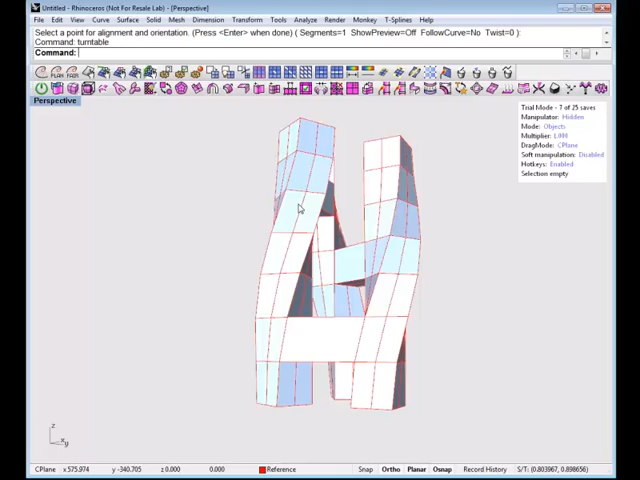 Untitled - Rhinoceros (Not For Resale Lab) - [Perspective]
File Edit View Curve Surface Solid Mesh Dimension Transform Tools Analyze Render Monkey T-Splines Help
Select a point for alignment and orientation. (Press <Enter> when done) ( Segments=1 ShowPreview=Off FollowCurve=No Twist=0 ):
Command: turntable
Command:
Perspective
Trial Mode - 7 of 25 saves
Manipulator: Hidden
Mode: Objects
Multiplier: 1.000
DragMode: CPlane
Soft manipulation: Disabled
Hotkeys: Enabled
Selection empty
z
x
y
CPlane x 575.974 y -340.705 z 0.000 0.000 Reference Snap Ortho Planar Osnap Record History S/T: (0.803967, 0.898656)